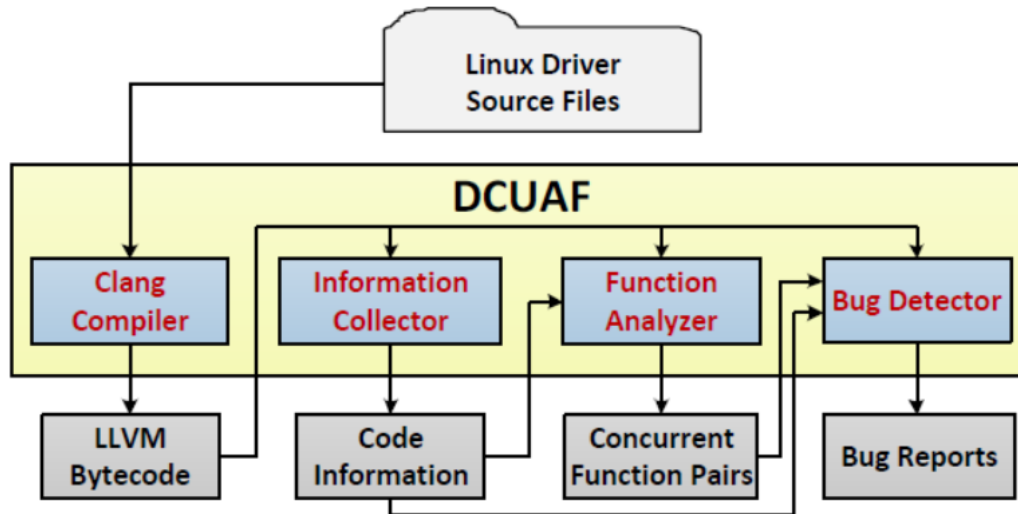 Linux Driver
Source Files
DCUAF
Clang
Compiler
Information
Collector
Function
Analyzer
Bug Detector
LLVM
Bytecode
Code
Information
Concurrent
Function Pairs
Bug Reports